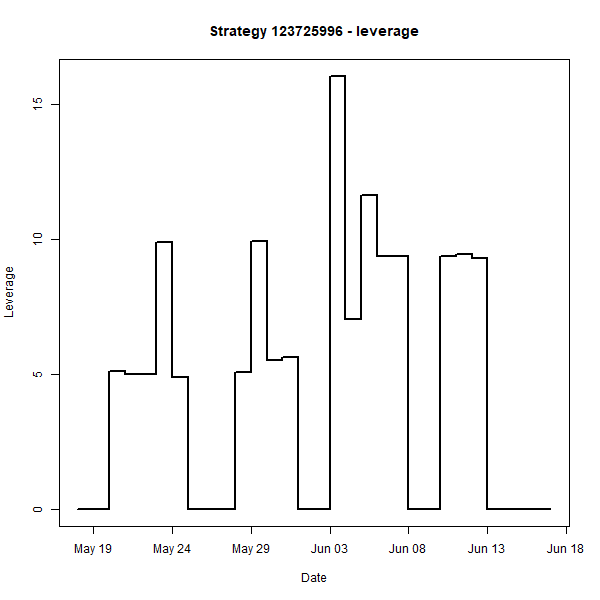 Strategy 123725996 - leverage
Leverage
15
10
5
0
May 19 May 24 May 29 Jun 03 Jun 08 Jun 13 Jun 18
Date